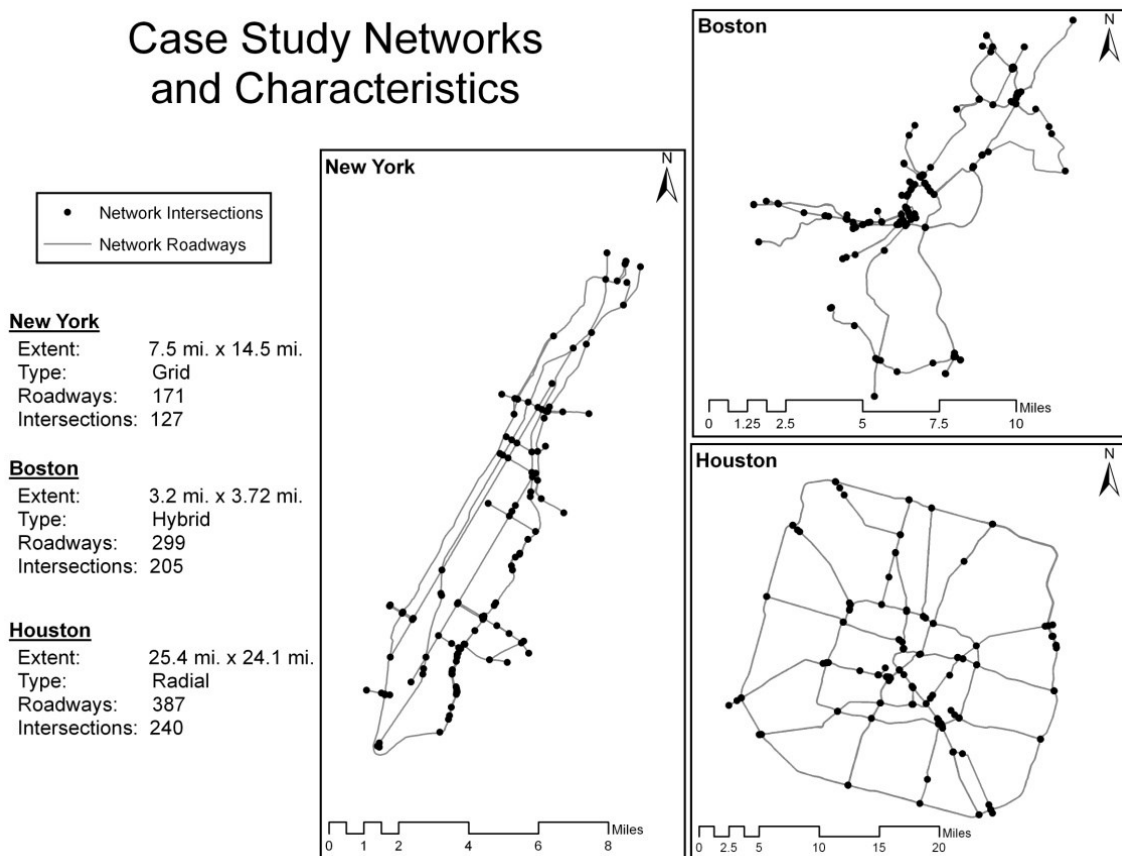 Case Study Networks
and Characteristics
Network Intersections
Network Roadways
New York
Extent: 7.5 mi. x 14.5 mi.
Type: Grid
Roadways: 171
Intersections: 127
Boston
Extent: 3.2 mi. x 3.72 mi.
Type: Hybrid
Roadways: 299
Intersections: 205
Houston
Extent: 25.4 mi. x 24.1 mi.
Type: Radial
Roadways: 387
Intersections: 240
New York
N
Miles
0 1 2 4 6 8
Boston
N
Miles
0 1.25 2.5 5 7.5 10
Houston
N
Miles
0 2.5 5 10 15 20